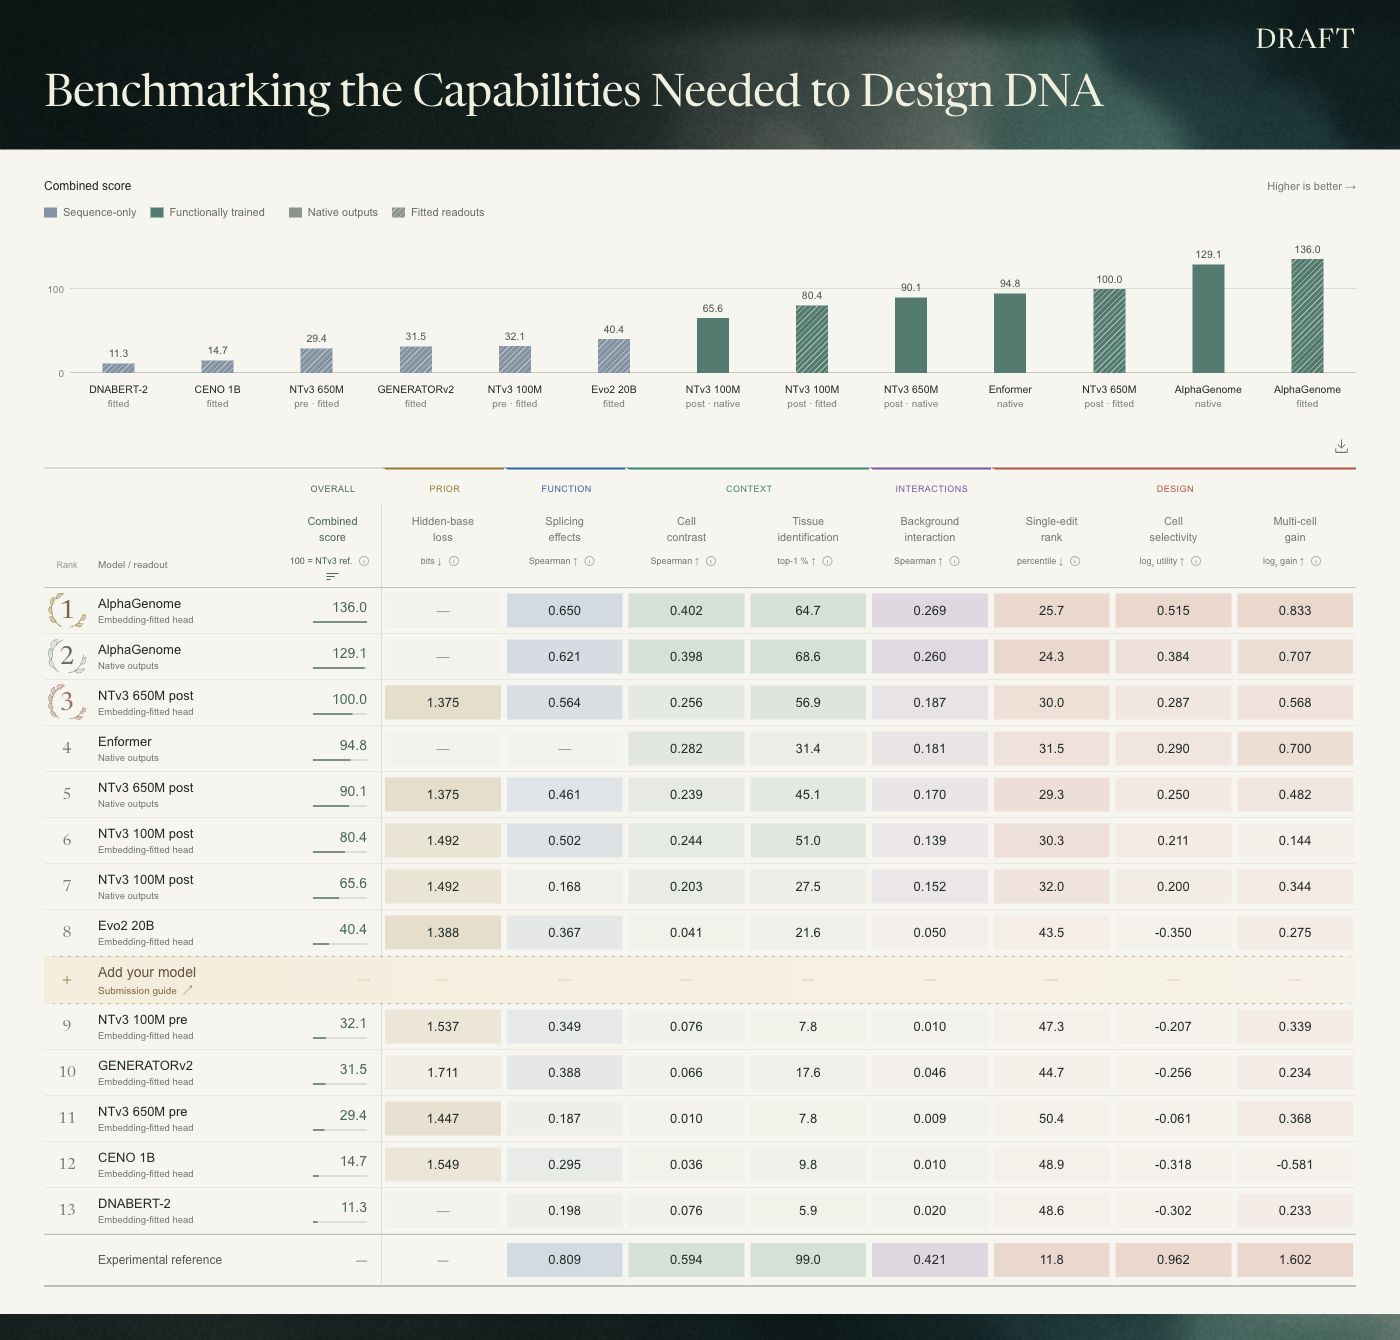 DRAFT
Benchmarking the Capabilities Needed to Design DNA
Combined score
Higher is better →
Sequence-only Functionally trained Native outputs Fitted readouts
136.0
129.1
100.0
94.8
90.1
80.4
65.6
40.4
32.1
31.5
29.4
14.7
11.3
100
0
DNABERT-2 CENO 1B NTv3 650M GENERATORv2 NTv3 100M Evo2 20B NTv3 100M NTv3 100M NTv3 650M Enformer NTv3 650M AlphaGenome AlphaGenome
fitted fitted pre · fitted fitted pre · fitted fitted post · native post · fitted post · native native post · fitted native fitted
OVERALL PRIOR FUNCTION CONTEXT INTERACTIONS DESIGN
Combined Hidden-base Splicing Cell Tissue Background Single-edit Cell Multi-cell
score loss effects contrast identification interaction rank selectivity gain
Rank Model / readout 100 = NTv3 ref. bits ↓ Spearman ↑ Spearman ↑ top-1 % ↑ Spearman ↑ percentile ↓ log₂ utility ↑ log₂ gain ↑
1 AlphaGenome 136.0 — 0.650 0.402 64.7 0.269 25.7 0.515 0.833
Embedding-fitted head
2 AlphaGenome 129.1 — 0.621 0.398 68.6 0.260 24.3 0.384 0.707
Native outputs
3 NTv3 650M post 100.0 1.375 0.564 0.256 56.9 0.187 30.0 0.287 0.568
Embedding-fitted head
4 Enformer 94.8 — — 0.282 31.4 0.181 31.5 0.290 0.700
Native outputs
5 NTv3 650M post 90.1 1.375 0.461 0.239 45.1 0.170 29.3 0.250 0.482
Native outputs
6 NTv3 100M post 80.4 1.492 0.502 0.244 51.0 0.139 30.3 0.211 0.144
Embedding-fitted head
7 NTv3 100M post 65.6 1.492 0.168 0.203 27.5 0.152 32.0 0.200 0.344
Native outputs
8 Evo2 20B 40.4 1.388 0.367 0.041 21.6 0.050 43.5 -0.350 0.275
Embedding-fitted head
+ Add your model — — — — — — — — —
Submission guide ↗
9 NTv3 100M pre 32.1 1.537 0.349 0.076 7.8 0.010 47.3 -0.207 0.339
Embedding-fitted head
10 GENERATORv2 31.5 1.711 0.388 0.066 17.6 0.046 44.7 -0.256 0.234
Embedding-fitted head
11 NTv3 650M pre 29.4 1.447 0.187 0.010 7.8 0.009 50.4 -0.061 0.368
Embedding-fitted head
12 CENO 1B 14.7 1.549 0.295 0.036 9.8 0.010 48.9 -0.318 -0.581
Embedding-fitted head
13 DNABERT-2 11.3 — 0.198 0.076 5.9 0.020 48.6 -0.302 0.233
Embedding-fitted head
Experimental reference — — 0.809 0.594 99.0 0.421 11.8 0.962 1.602